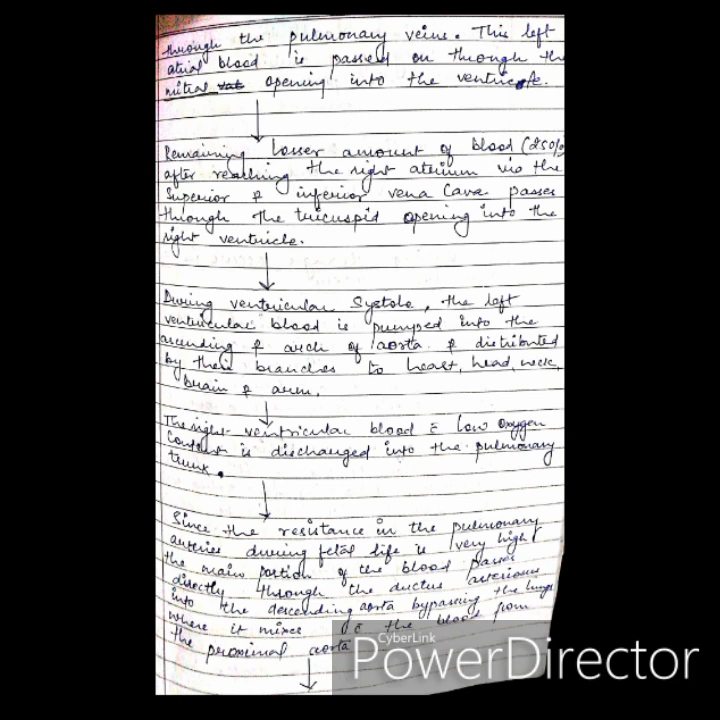 through the pulmonary veins. This left
atrial blood is passed on through the
mitral opening into the ventricle.
Remaining lesser amount of blood (250%
after reaching the right atrium via the
Superior & inferior vena Cava passes
through the tricuspid opening into the
right ventricle.
During ventricular Systole, the left
ventricular blood is pumped into the
ascending & arch of aorta & distributed
by their branches to heart, head, neck,
brain & arm.
The right ventricular blood c̄ low oxygen
Content is discharged into the pulmonary
trunk.
Since the resistance in the pulmonary
arteries during fetal life is very high
the main portion of the blood passes
directly through the ductus arteriosus
into the descending aorta bypassing the lungs
where it mixes c̄ the blood from
the proximal aorta
CyberLink
PowerDirector